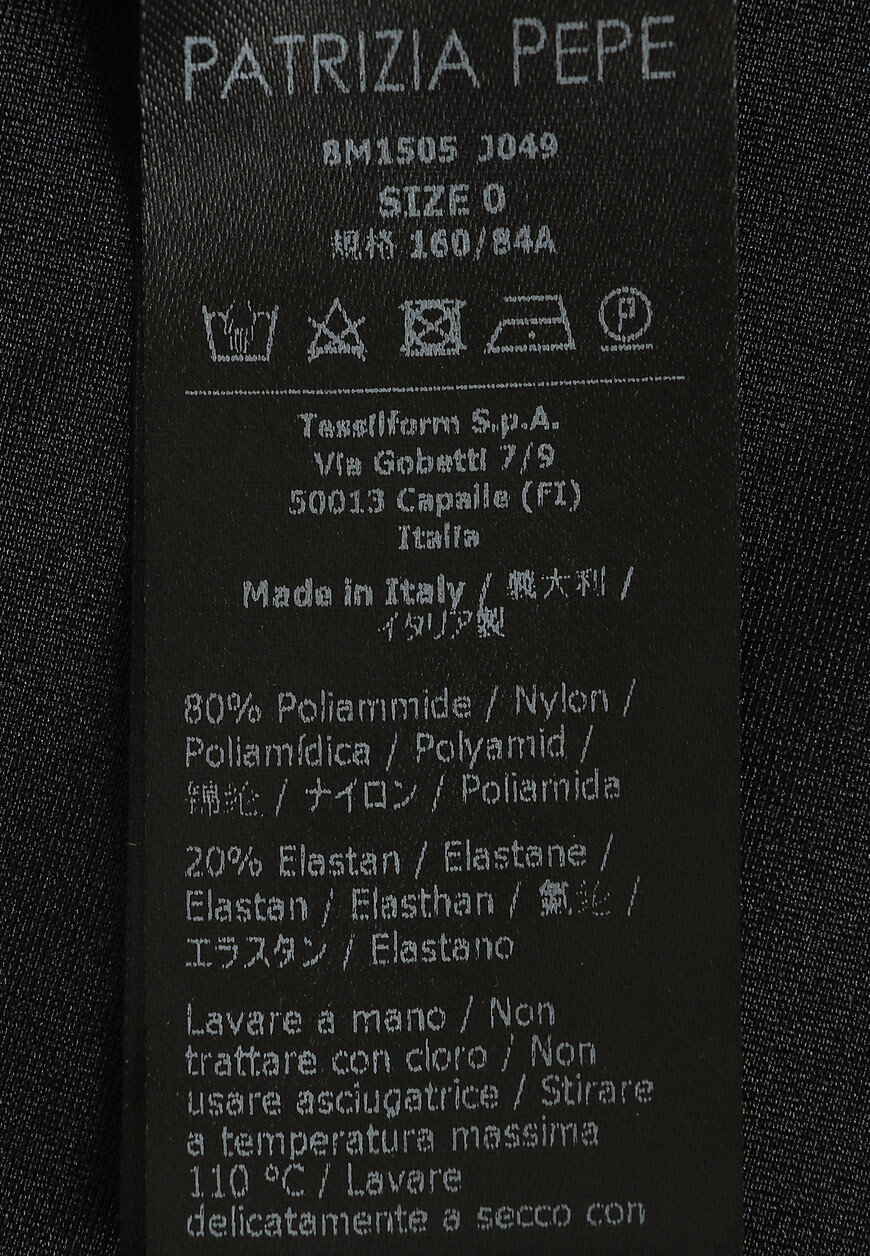 PATRIZIA PEPE
8M1505 J049
SIZE 0
规格 160/84A
P
Tessilform S.p.A.
Via Gobetti 7/9
50013 Capalle (FI)
Italia
Made in Italy / 義大利 /
イタリア製
80% Poliammide / Nylon /
Poliamídica / Polyamid /
锦纶 / ナイロン / Poliamida
20% Elastan / Elastane /
Elastan / Elasthan / 氨纶 /
エラスタン / Elastano
Lavare a mano / Non
trattare con cloro / Non
usare asciugatrice / Stirare
a temperatura massima
110 °C / Lavare
delicatamente a secco con